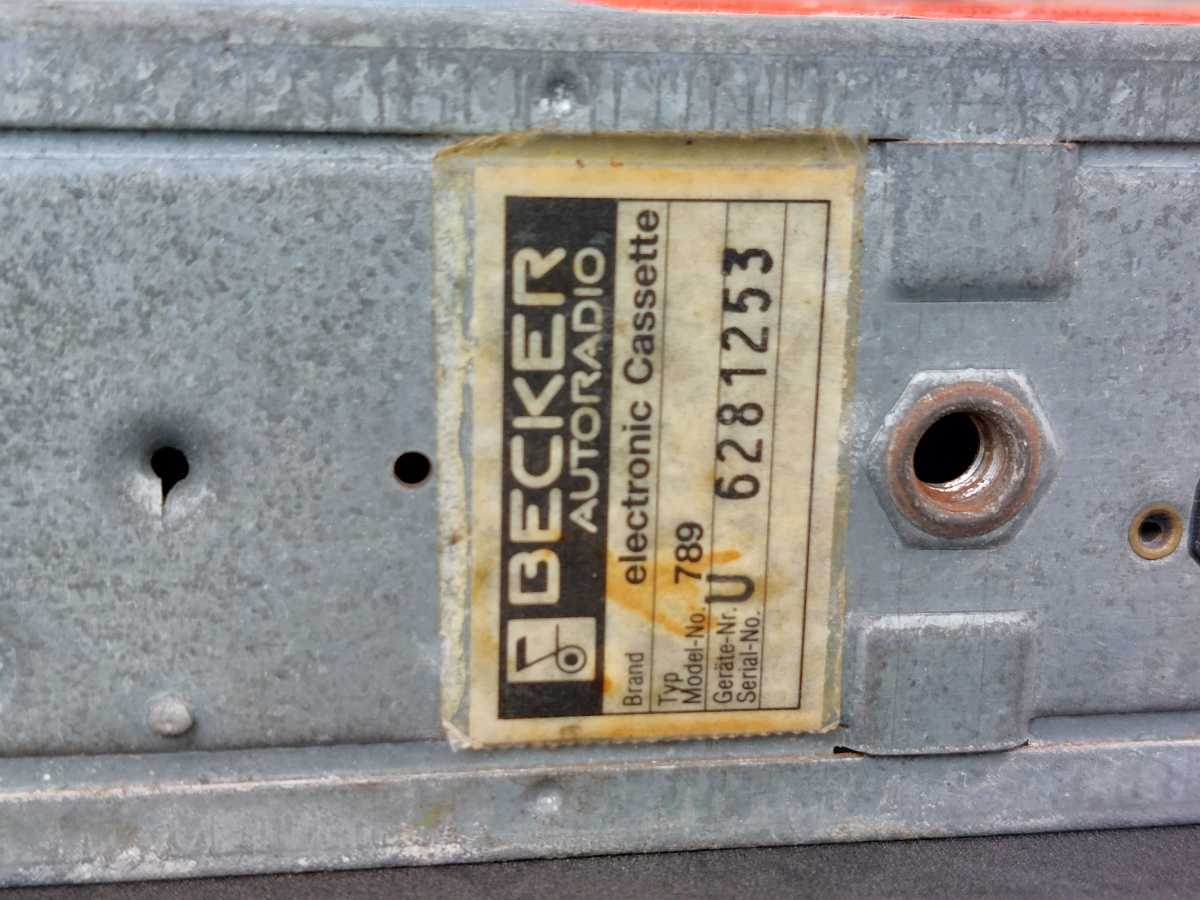 BECKER
AUTORADIO
Brand electronic Cassette
Typ
Model-No. 789
Geräte-Nr.
Serial-No. U 6281253